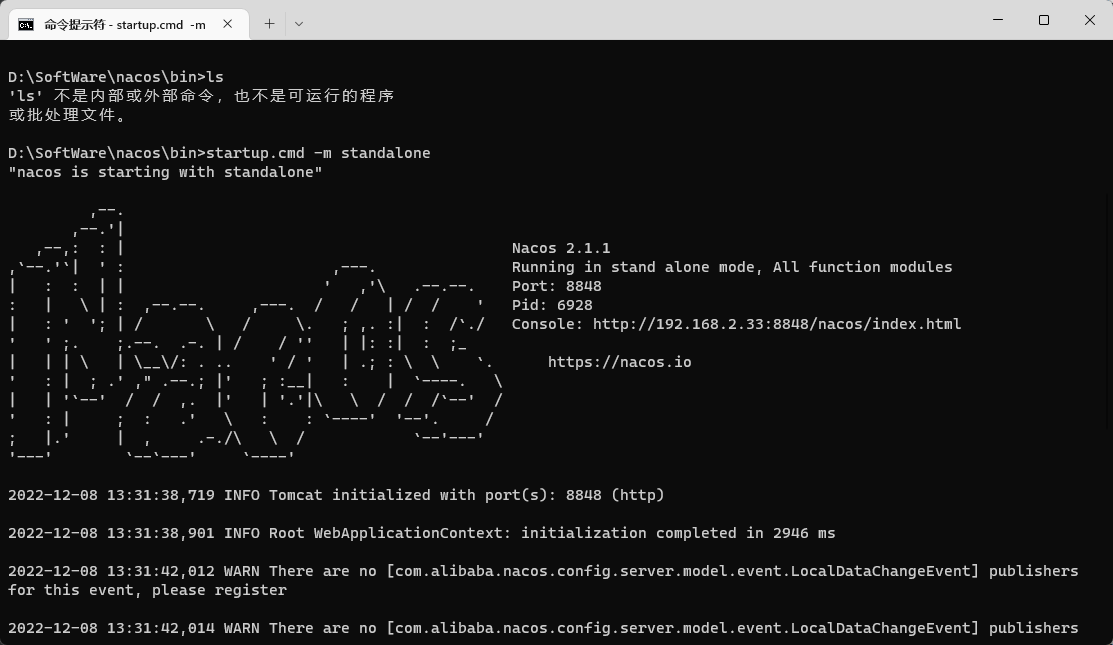 命令提示符 - startup.cmd -m
D:\SoftWare\nacos\bin>ls
'ls' 不是内部或外部命令，也不是可运行的程序
或批处理文件。
D:\SoftWare\nacos\bin>startup.cmd -m standalone
"nacos is starting with standalone"
Nacos 2.1.1
Running in stand alone mode, All function modules
Port: 8848
Pid: 6928
Console: http://192.168.2.33:8848/nacos/index.html
https://nacos.io
2022-12-08 13:31:38,719 INFO Tomcat initialized with port(s): 8848 (http)
2022-12-08 13:31:38,901 INFO Root WebApplicationContext: initialization completed in 2946 ms
2022-12-08 13:31:42,012 WARN There are no [com.alibaba.nacos.config.server.model.event.LocalDataChangeEvent] publishers
for this event, please register
2022-12-08 13:31:42,014 WARN There are no [com.alibaba.nacos.config.server.model.event.LocalDataChangeEvent] publishers